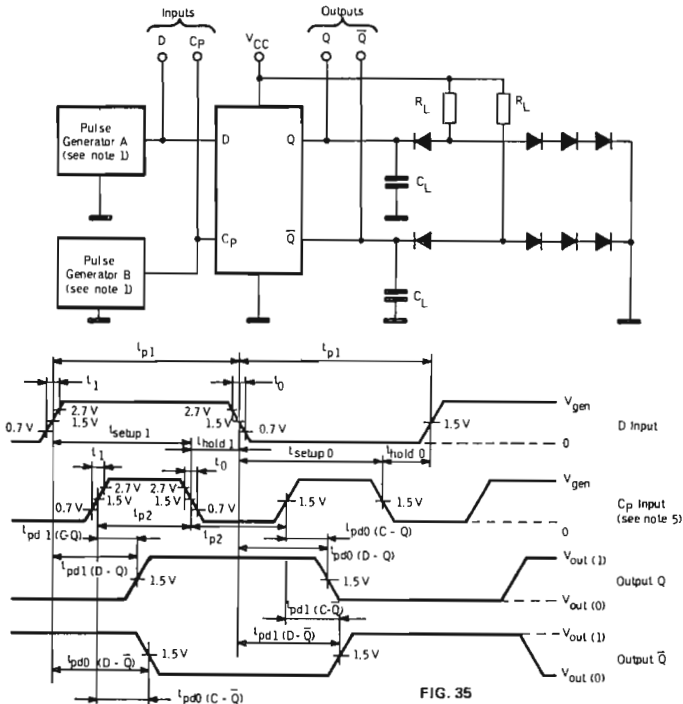 Inputs
Outputs
D Cp VCC Q Q̅
RL RL
Pulse
Generator A
(see note 1)
D Q
CL
Cp Q̅
Pulse
Generator B
(see note 1)
CL
tp1 tp1
t1 t0
2.7 V 2.7 V Vgen
1.5 V 1.5 V 1.5 V D Input
0.7 V 0.7 V 0
tsetup 1 thold 1 tsetup 0 thold 0
t1 t0
2.7 V 2.7 V Vgen
1.5 V 1.5 V 1.5 V 1.5 V Cp Input
0.7 V 0.7 V 0 (see note 5)
tp2 tp2
tpd 1 (GQ) tpd0 (C - Q)
tpd1 (D - Q) tpd0 (D - Q)
Vout (1)
1.5 V 1.5 V Output Q
tpd1 (C-Q̅) Vout (0)
tpd1 (D - Q̅) Vout (1)
1.5 V 1.5 V Output Q̅
tpd0 (D - Q̅) Vout (0)
tpd0 (C - Q̅)
FIG. 35